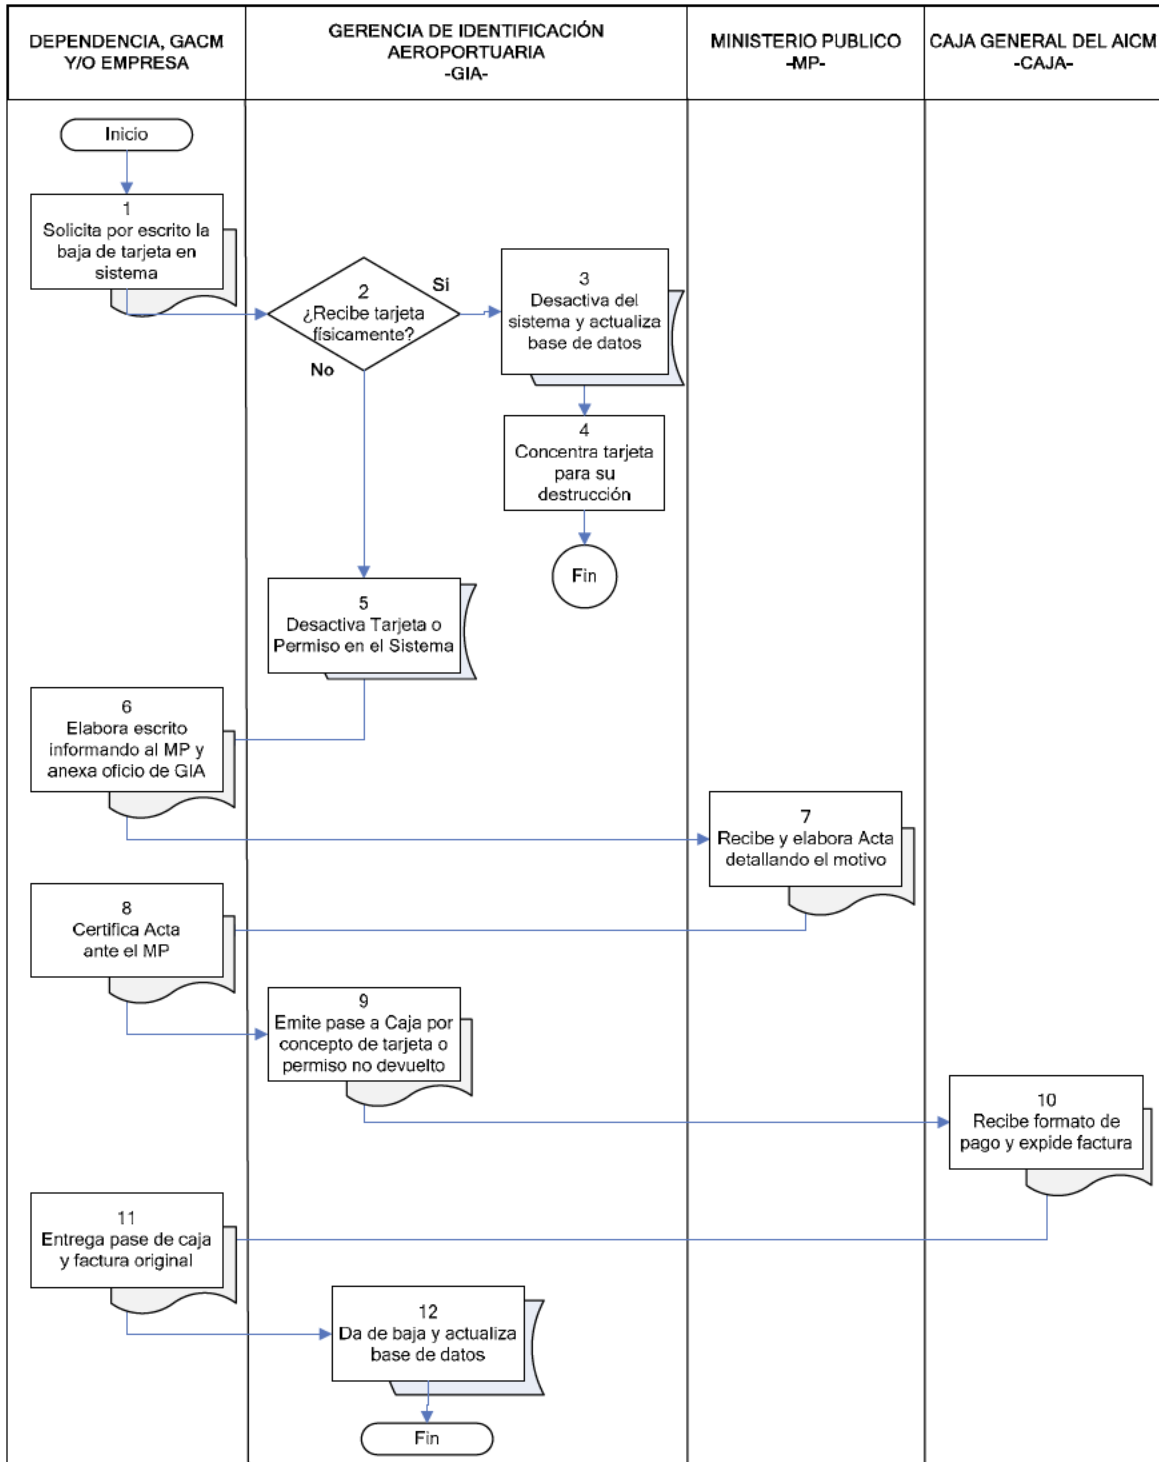 DEPENDENCIA, GACM
Y/O EMPRESA
GERENCIA DE IDENTIFICACIÓN
AEROPORTUARIA
-GIA-
MINISTERIO PUBLICO
-MP-
CAJA GENERAL DEL AICM
-CAJA-
Inicio
1
Solicita por escrito la
baja de tarjeta en
sistema
2
¿Recibe tarjeta
físicamente?
Sí
No
3
Desactiva del
sistema y actualiza
base de datos
4
Concentra tarjeta
para su
destrucción
Fin
5
Desactiva Tarjeta o
Permiso en el Sistema
6
Elabora escrito
informando al MP y
anexa oficio de GIA
7
Recibe y elabora Acta
detallando el motivo
8
Certifica Acta
ante el MP
9
Emite pase a Caja por
concepto de tarjeta o
permiso no devuelto
10
Recibe formato de
pago y expide factura
11
Entrega pase de caja
y factura original
12
Da de baja y actualiza
base de datos
Fin